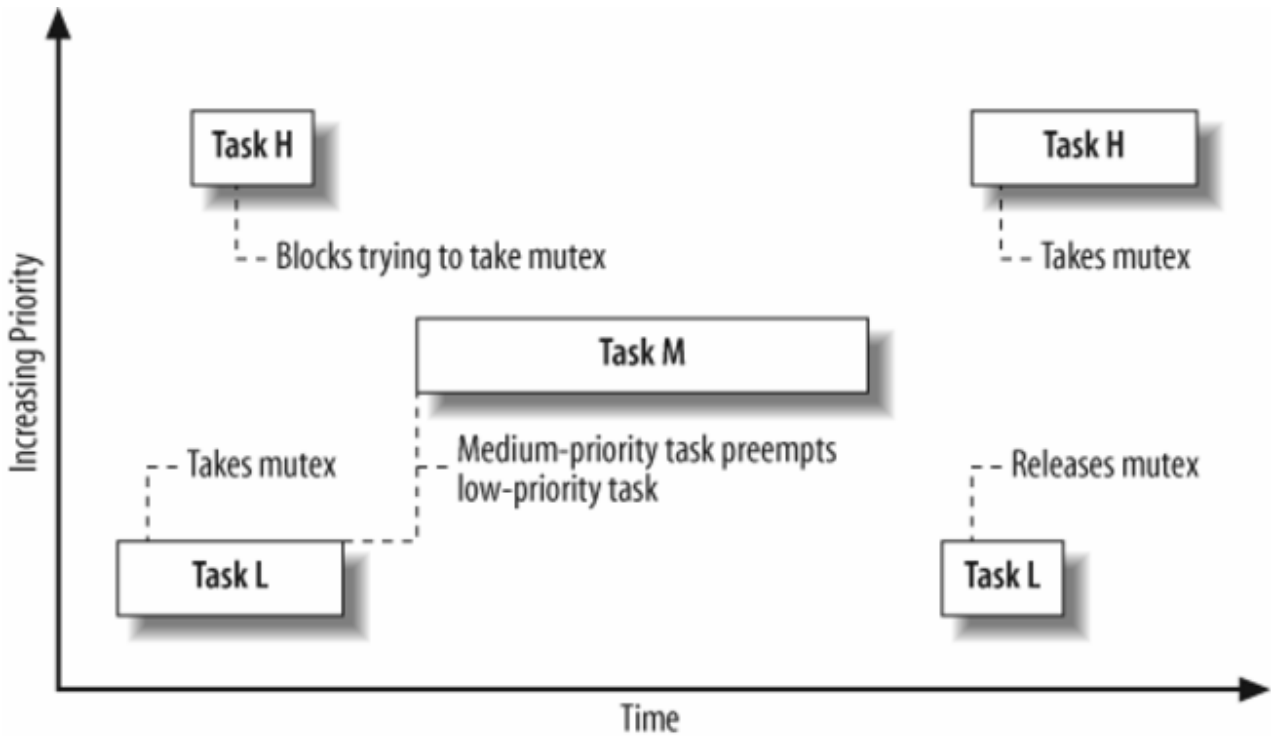 Increasing Priority
Task H
Task H
Blocks trying to take mutex
Takes mutex
Task M
Takes mutex
Medium-priority task preempts
low-priority task
Releases mutex
Task L
Task L
Time